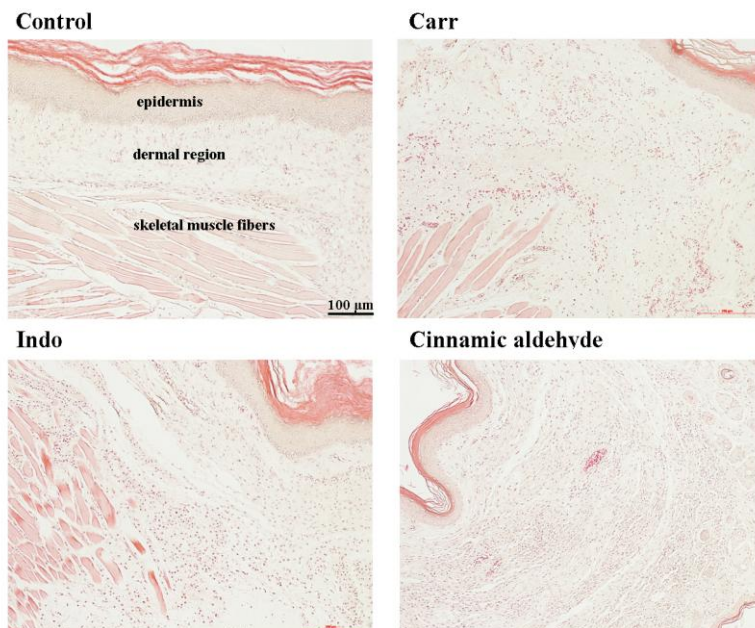 Control
Carr
epidermis
dermal region
skeletal muscle fibers
100 μm
Indo
Cinnamic aldehyde